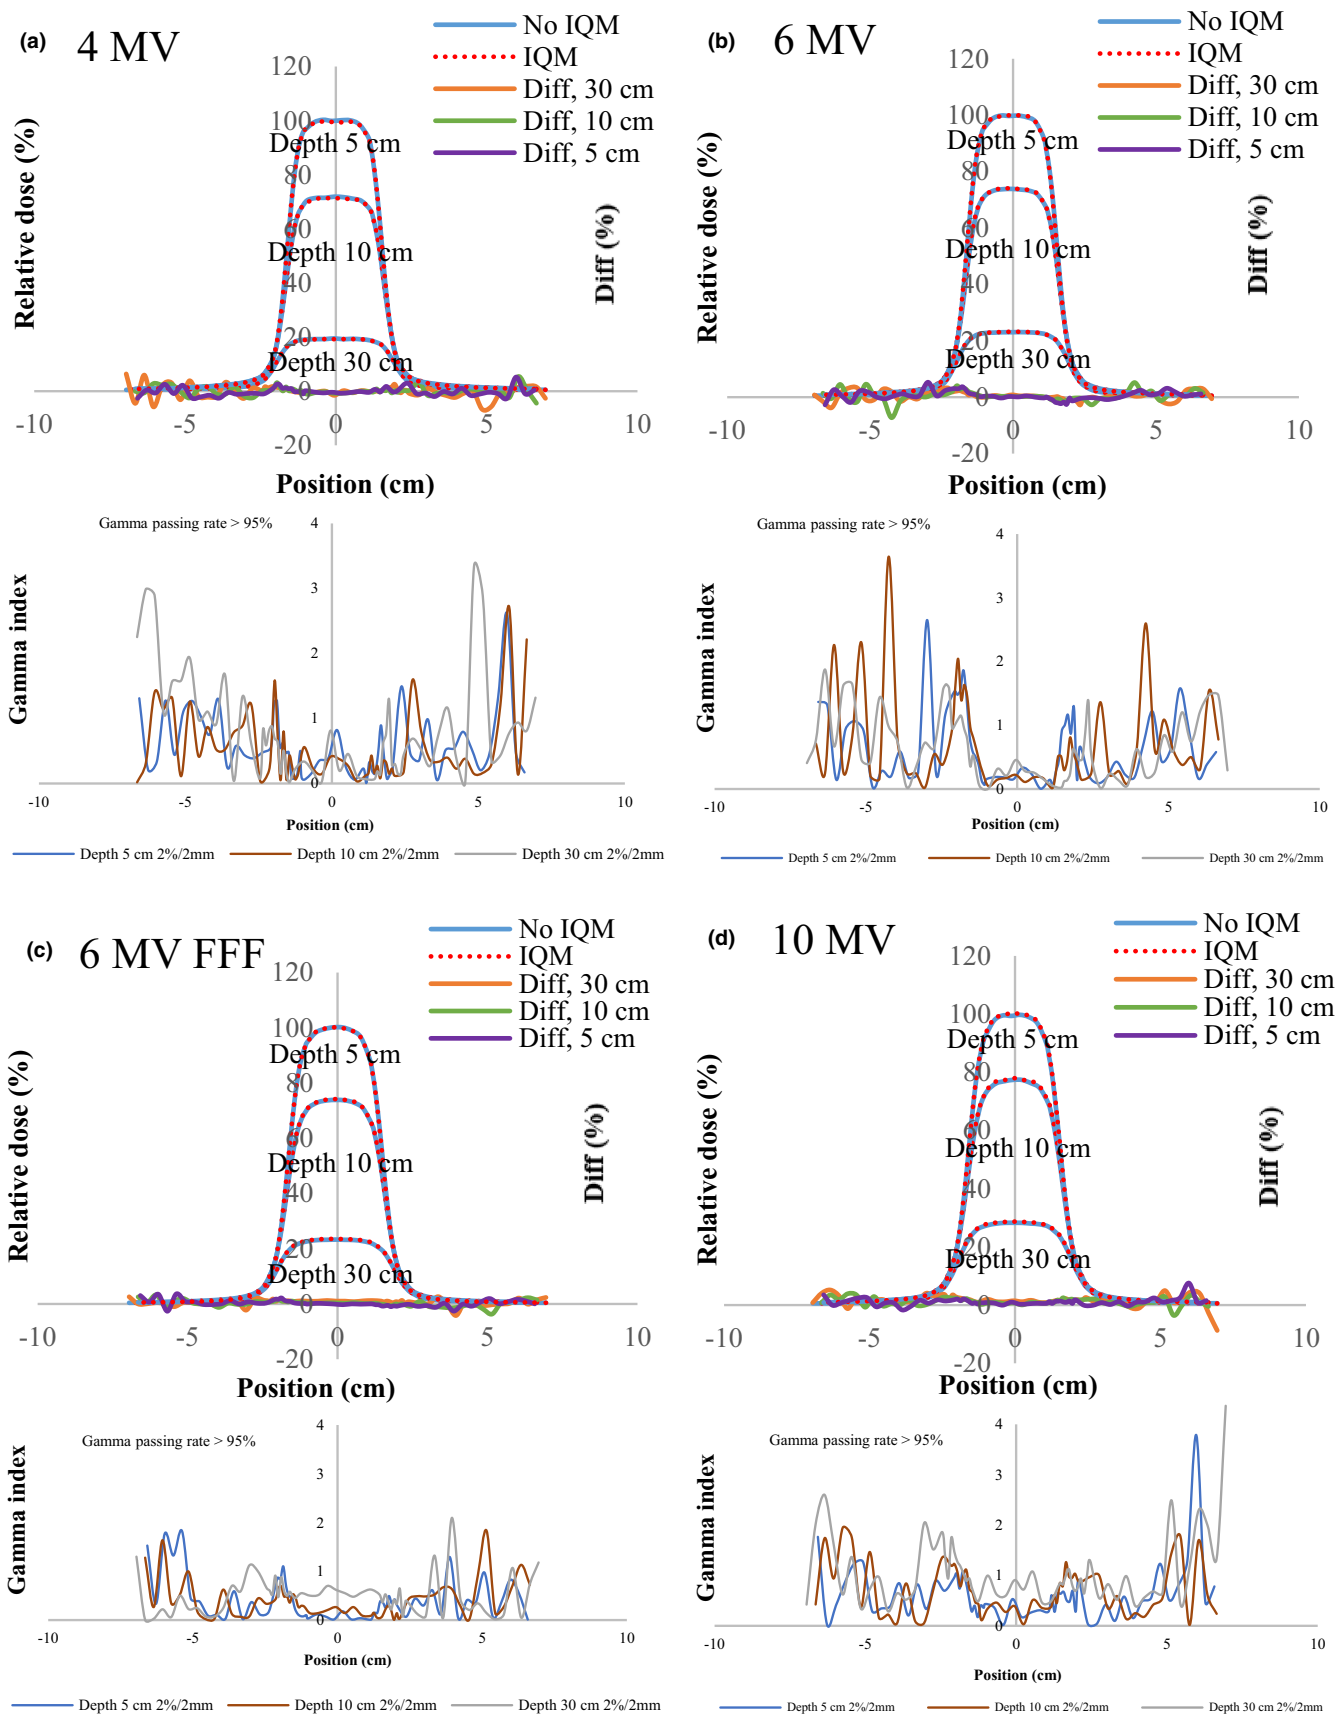 (a) 4 MV
No IQM
IQM
Diff, 30 cm
Diff, 10 cm
Diff, 5 cm
Relative dose (%)
120
100
Depth 5 cm
80
60
Depth 10 cm
40
20
Depth 30 cm
0
-20
-10 -5 0 5 10
Diff (%)
Position (cm)
Gamma passing rate > 95%
Gamma index
4
3
2
1
0
-10 -5 0 5 10
Position (cm)
Depth 5 cm 2%/2mm Depth 10 cm 2%/2mm Depth 30 cm 2%/2mm
(b) 6 MV
No IQM
IQM
Diff, 30 cm
Diff, 10 cm
Diff, 5 cm
Relative dose (%)
120
100
Depth 5 cm
80
60
Depth 10 cm
40
20
Depth 30 cm
0
-20
-10 -5 0 5 10
Diff (%)
Position (cm)
Gamma passing rate > 95%
Gamma index
4
3
2
1
0
-10 -5 0 5 10
Position (cm)
Depth 5 cm 2%/2mm Depth 10 cm 2%/2mm Depth 30 cm 2%/2mm
(c) 6 MV FFF
No IQM
IQM
Diff, 30 cm
Diff, 10 cm
Diff, 5 cm
Relative dose (%)
120
100
Depth 5 cm
80
60
Depth 10 cm
40
20
Depth 30 cm
0
-20
-10 -5 0 5 10
Diff (%)
Position (cm)
Gamma passing rate > 95%
Gamma index
4
3
2
1
0
-10 -5 0 5 10
Position (cm)
Depth 5 cm 2%/2mm Depth 10 cm 2%/2mm Depth 30 cm 2%/2mm
(d) 10 MV
No IQM
IQM
Diff, 30 cm
Diff, 10 cm
Diff, 5 cm
Relative dose (%)
120
100
Depth 5 cm
80
60
Depth 10 cm
40
20
Depth 30 cm
0
-20
-10 -5 0 5 10
Diff (%)
Position (cm)
Gamma passing rate > 95%
Gamma index
4
3
2
1
0
-10 -5 0 5 10
Position (cm)
Depth 5 cm 2%/2mm Depth 10 cm 2%/2mm Depth 30 cm 2%/2mm